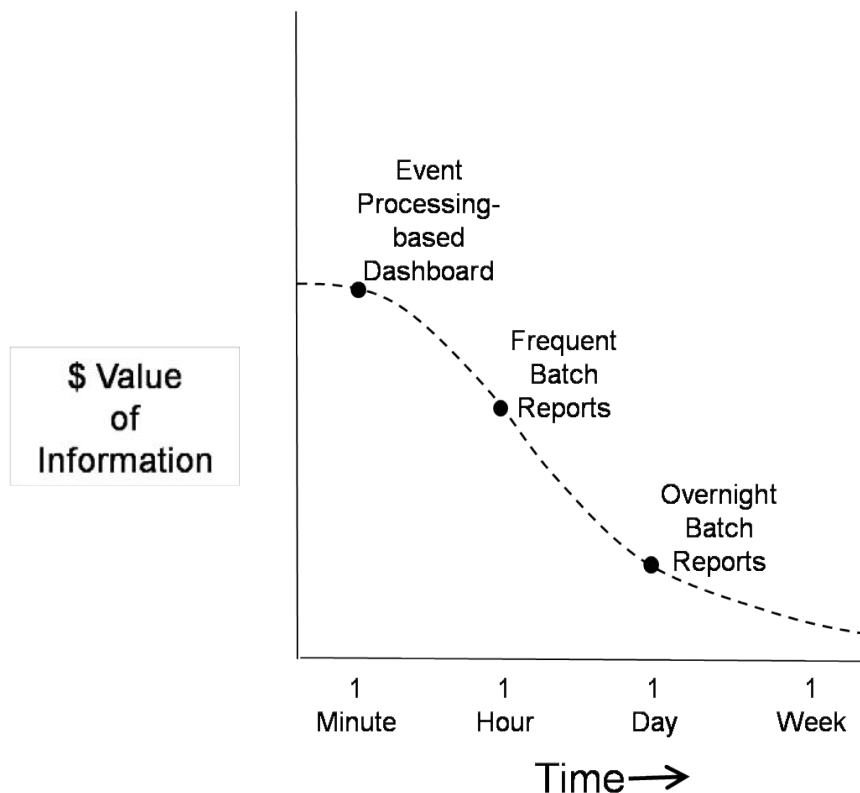 Event
Processing-
based
Dashboard
Frequent
Batch
Reports
$ Value
of
Information
Overnight
Batch
Reports
1
Minute
1
Hour
1
Day
1
Week
Time